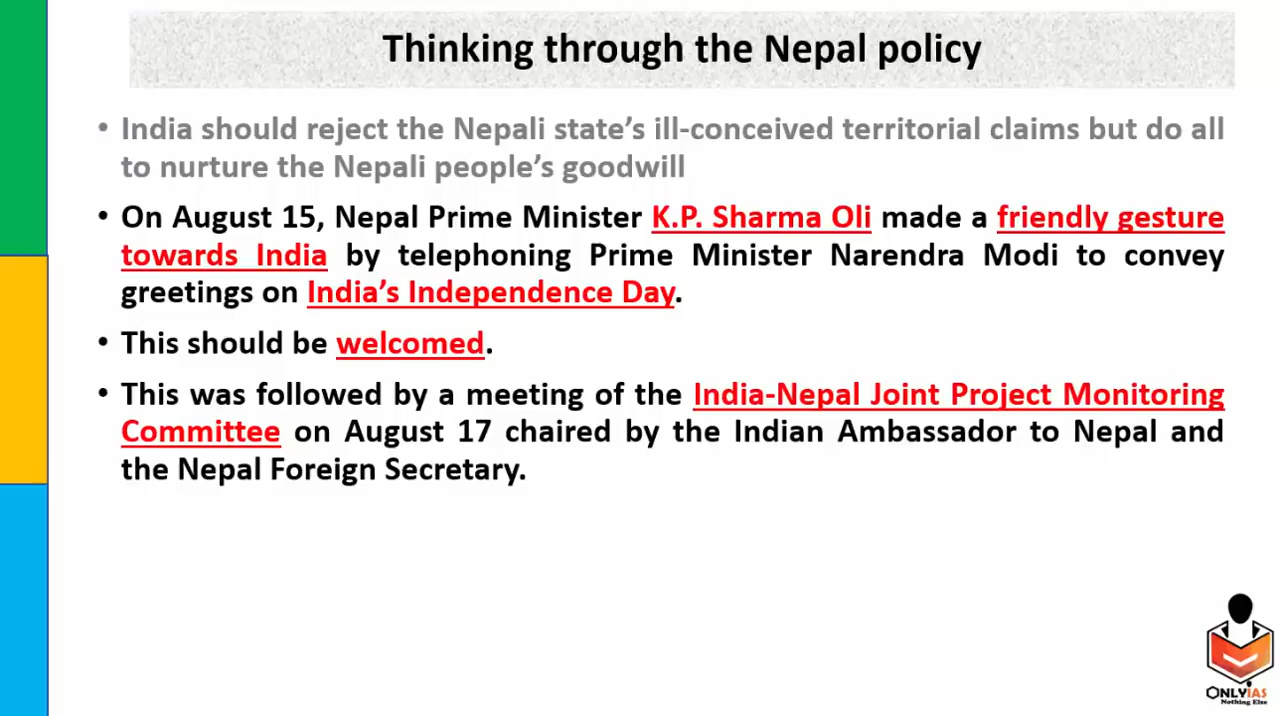 Thinking through the Nepal policy
• India should reject the Nepali state’s ill-conceived territorial claims but do all
to nurture the Nepali people’s goodwill
• On August 15, Nepal Prime Minister K.P. Sharma Oli made a friendly gesture
towards India by telephoning Prime Minister Narendra Modi to convey
greetings on India’s Independence Day.
• This should be welcomed.
• This was followed by a meeting of the India-Nepal Joint Project Monitoring
Committee on August 17 chaired by the Indian Ambassador to Nepal and
the Nepal Foreign Secretary.
ONLYIAS
Nothing Else